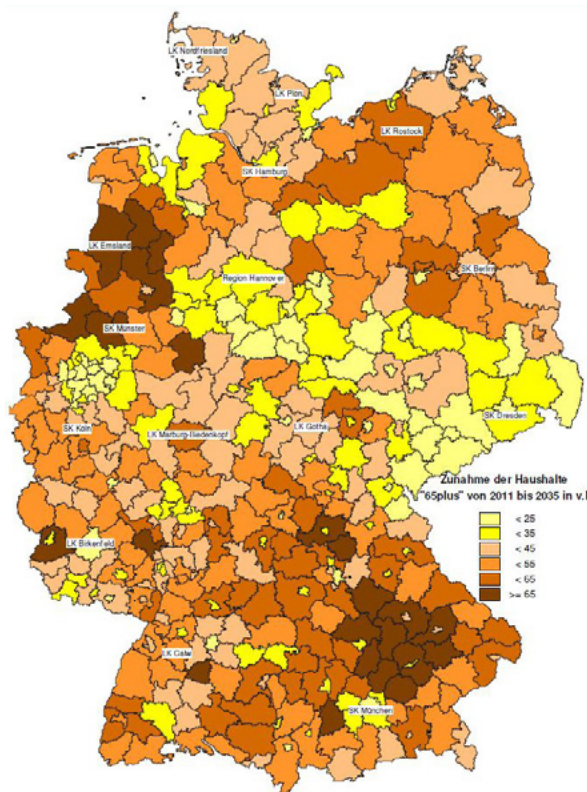 LK Nordfriesland
LK Plön
LK Rostock
SK Hamburg
LK Emsland
SK Berlin
Region Hannover
SK Münster
SK Köln
LK Marburg-Biedenkopf
LK Gotha
SK Dresden
Zunahme der Haushalte
"65plus" von 2011 bis 2035 in v.H
LK Birkenfeld
< 25
< 35
< 45
< 55
< 65
>= 65
LK Calw
SK München